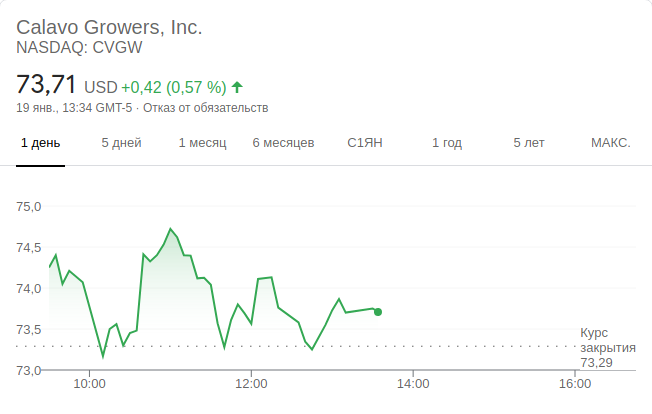 Calavo Growers, Inc.
NASDAQ: CVGW
73,71 USD +0,42 (0,57 %)
19 янв., 13:34 GMT-5 · Отказ от обязательств
1 день 5 дней 1 месяц 6 месяцев С1ЯН 1 год 5 лет МАКС.
75,0
74,5
74,0
73,5
73,0
Курс
закрытия
73,29
10:00 12:00 14:00 16:00